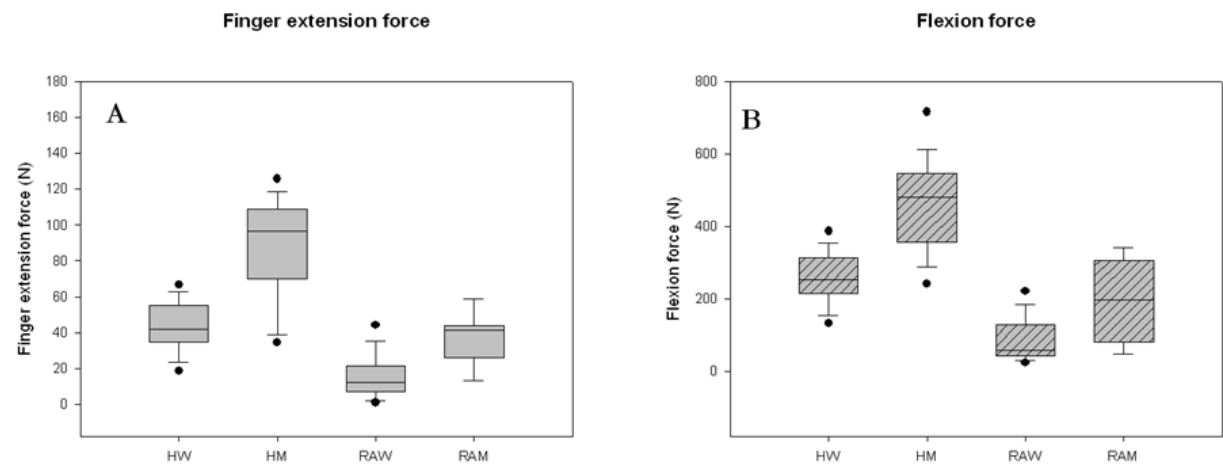 Finger extension force
Finger extension force (N)
A
180
160
140
120
100
80
60
40
20
0
HW
HM
RAW
RAM
Flexion force
Flexion force (N)
B
800
600
400
200
0
HW
HM
RAW
RAM